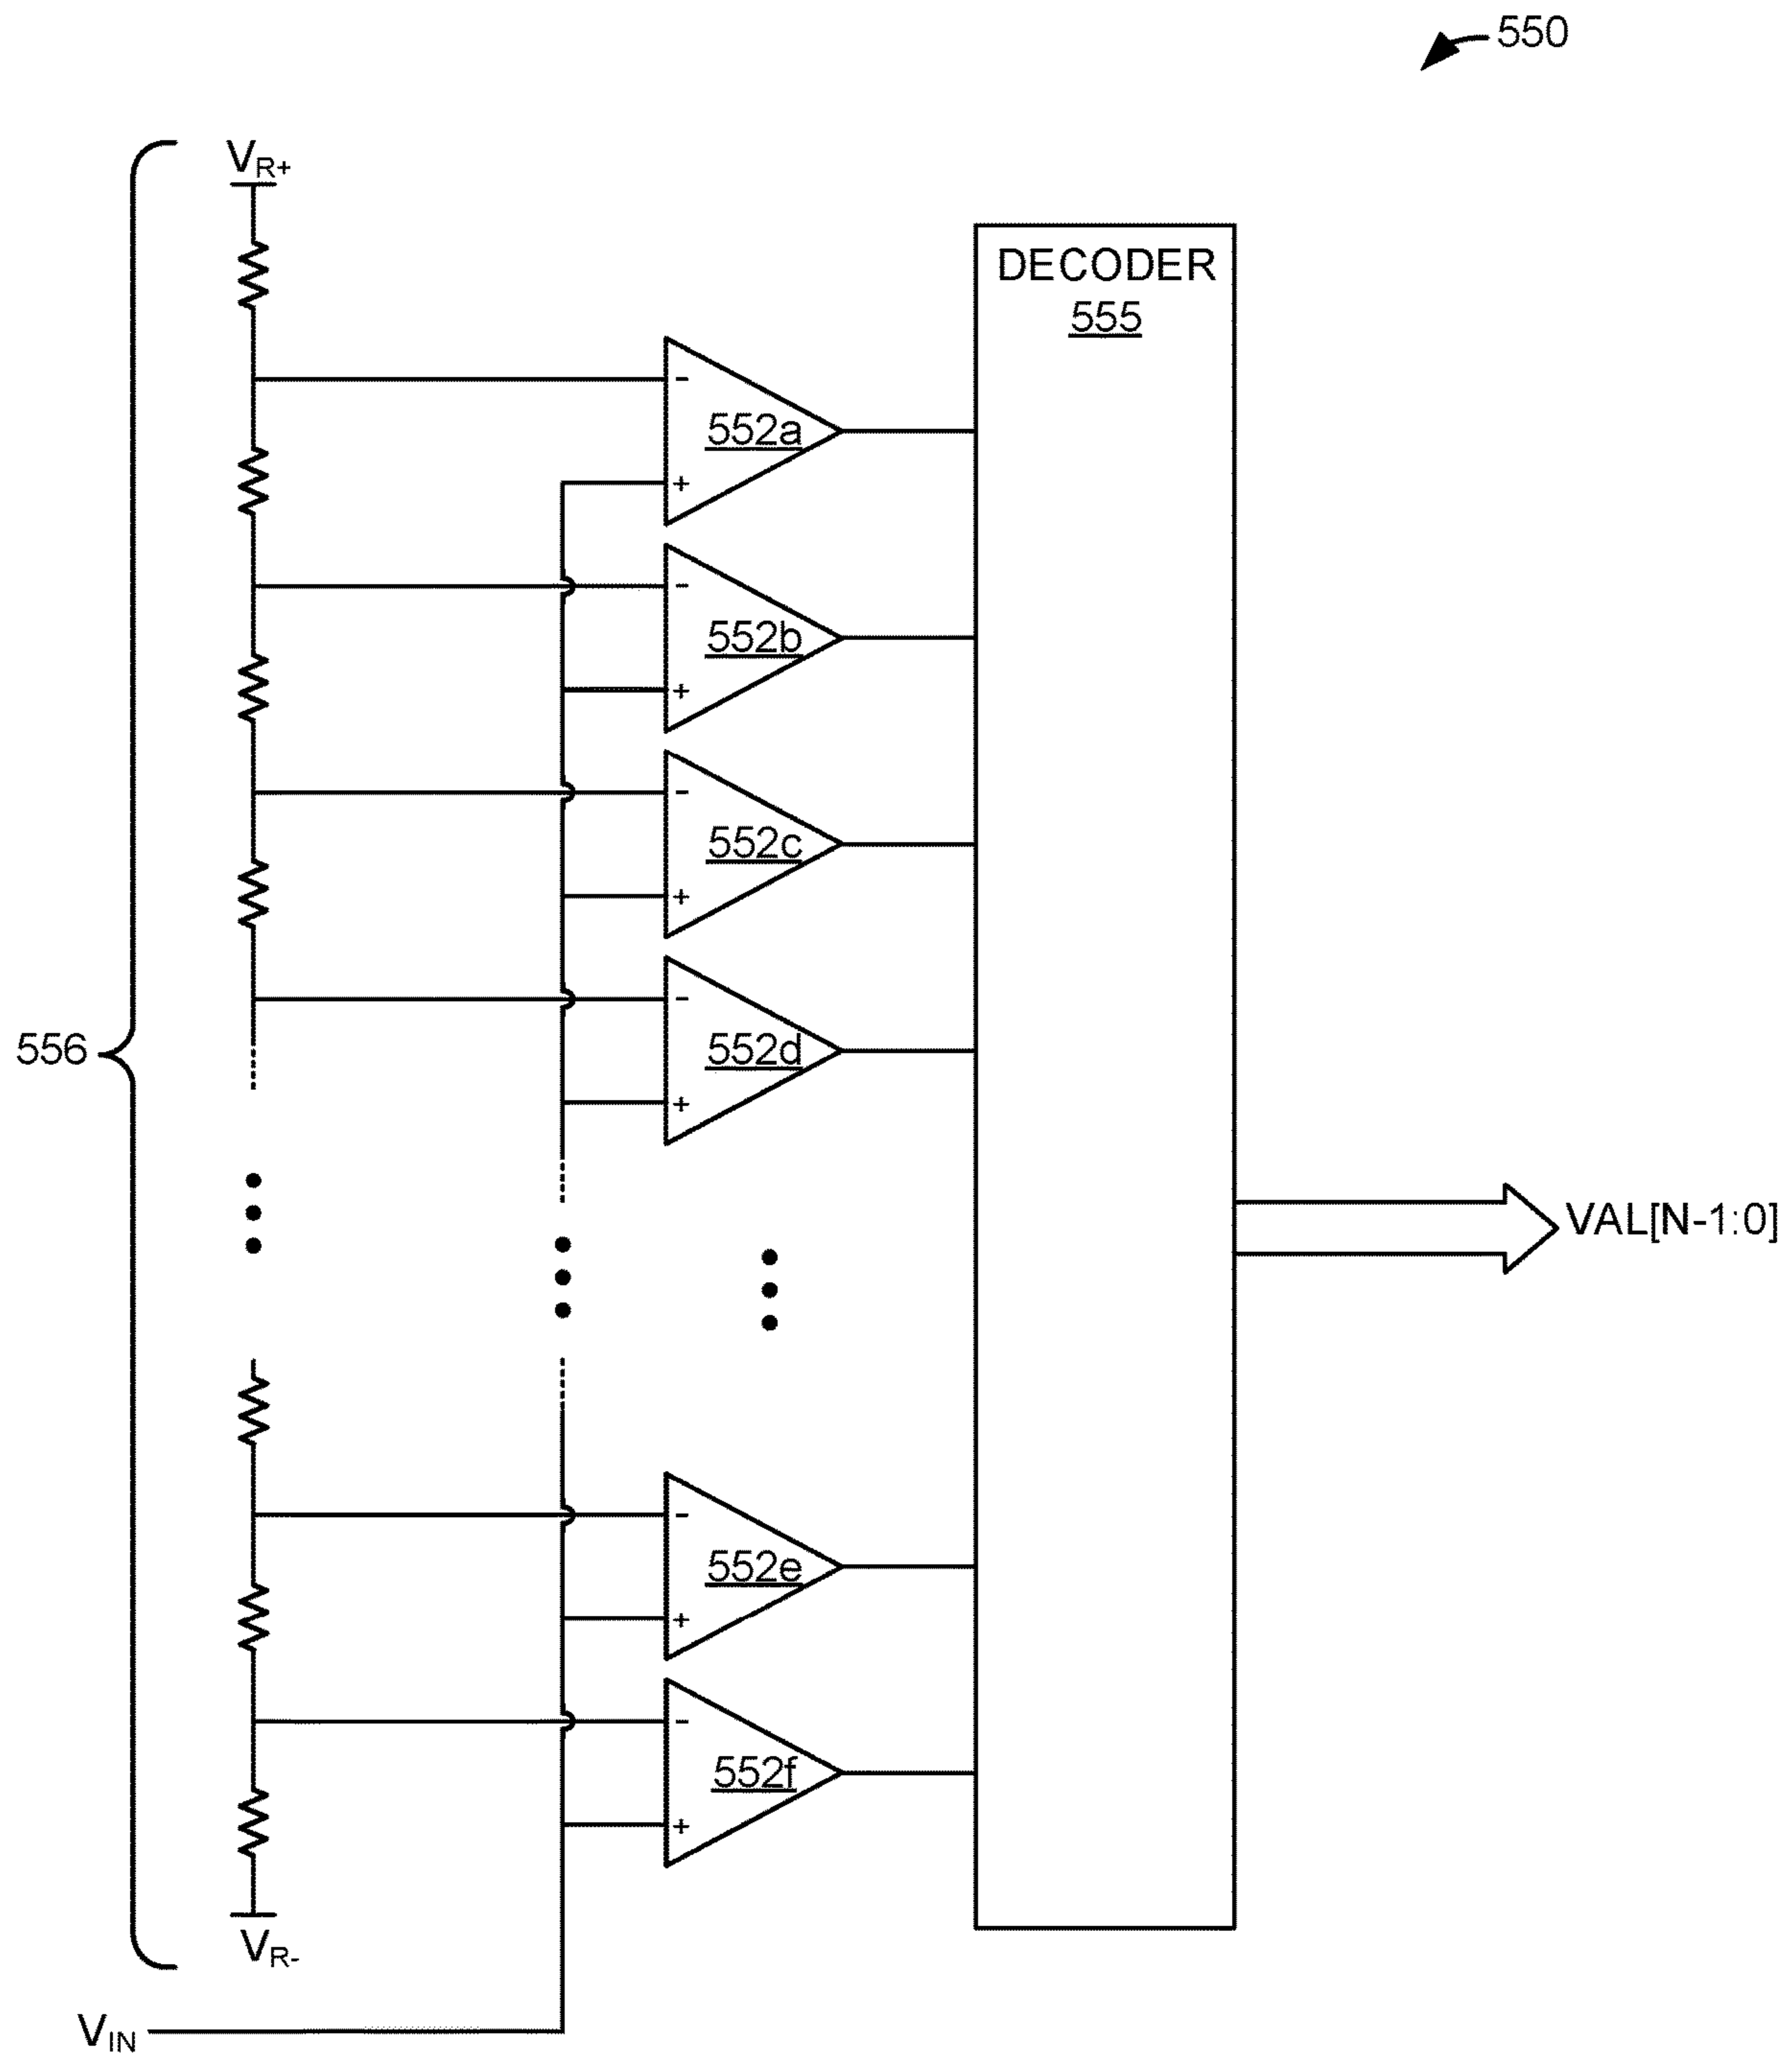 550
VR+
DECODER
555
-
552a
+
-
552b
+
-
552c
+
-
552d
+
556
VAL[N-1:0]
-
552e
+
-
552f
+
VR-
VIN